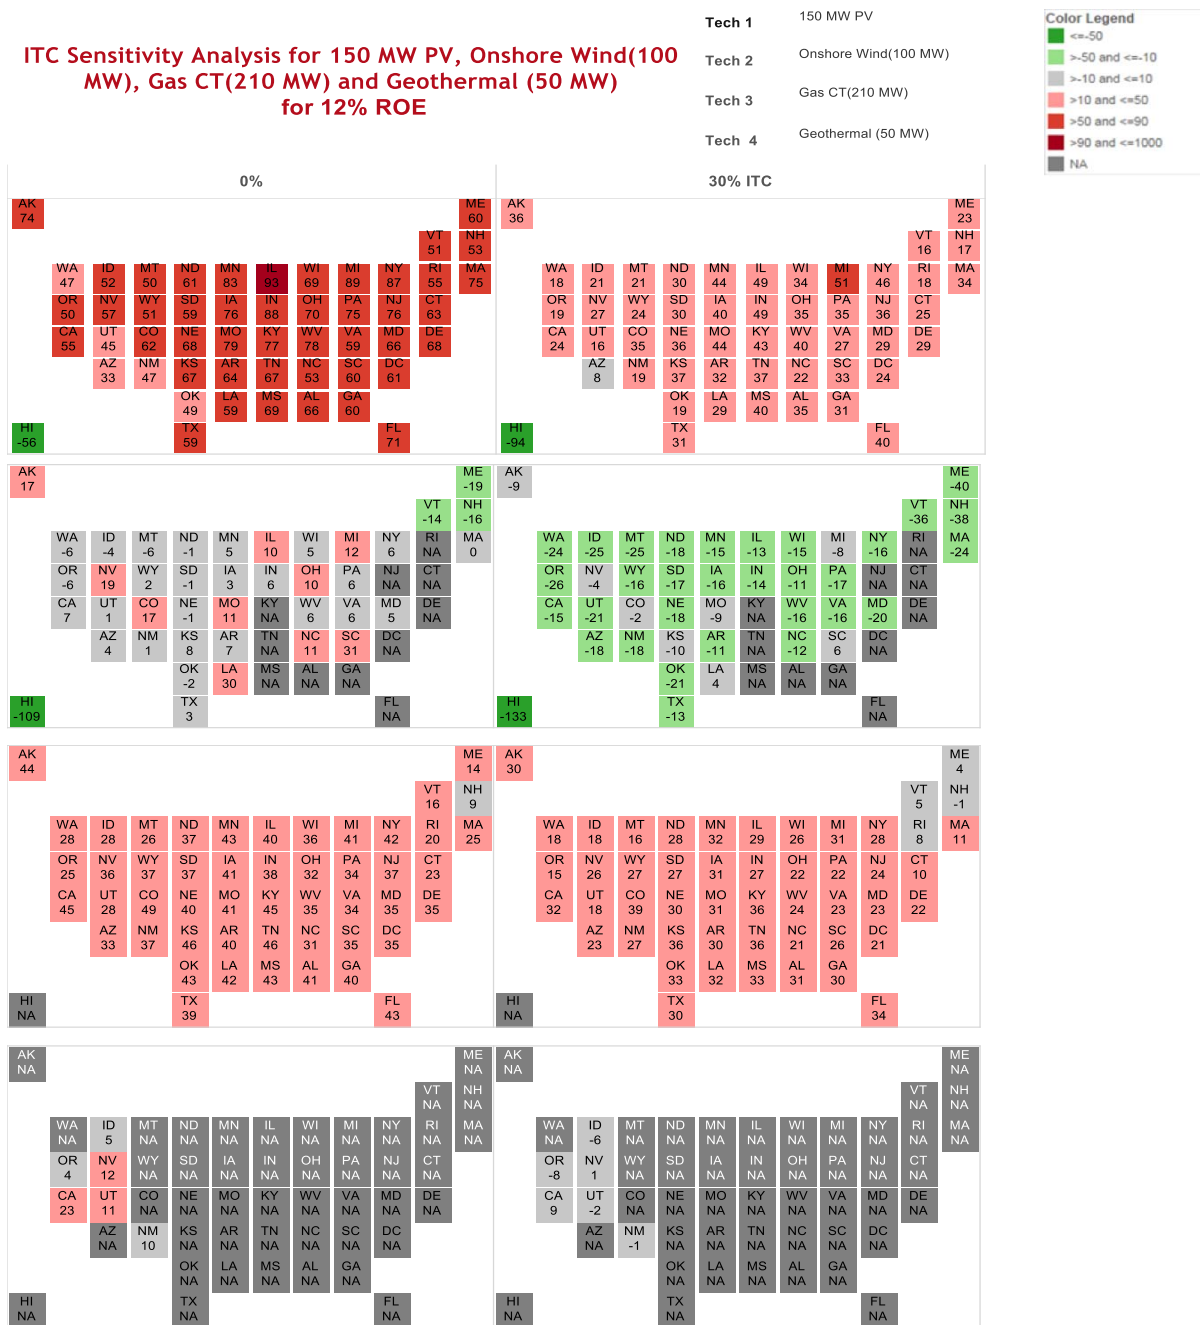 ITC Sensitivity Analysis for 150 MW PV, Onshore Wind(100
MW), Gas CT(210 MW) and Geothermal (50 MW)
for 12% ROE
Tech 1 150 MW PV
Tech 2 Onshore Wind(100 MW)
Tech 3 Gas CT(210 MW)
Tech 4 Geothermal (50 MW)
Color Legend
<=-50
>-50 and <=-10
>-10 and <=10
>10 and <=50
>50 and <=90
>90 and <=1000
NA
0%
AK ME
74 60
VT NH
51 53
WA ID MT ND MN IL WI MI NY RI MA
47 52 50 61 83 93 69 89 87 55 75
OR NV WY SD IA IN OH PA NJ CT
50 57 51 59 76 88 70 75 76 63
CA UT CO NE MO KY WV VA MD DE
55 45 62 68 79 77 78 59 66 68
AZ NM KS AR TN NC SC DC
33 47 67 64 67 53 60 61
OK LA MS AL GA
49 59 69 66 60
HI TX FL
-56 59 71
30% ITC
AK ME
36 23
VT NH
16 17
WA ID MT ND MN IL WI MI NY RI MA
18 21 21 30 44 49 34 51 46 18 34
OR NV WY SD IA IN OH PA NJ CT
19 27 24 30 40 49 35 35 36 25
CA UT CO NE MO KY WV VA MD DE
24 16 35 36 44 43 40 27 29 29
AZ NM KS AR TN NC SC DC
8 19 37 32 37 22 33 24
OK LA MS AL GA
19 29 40 35 31
HI TX FL
-94 31 40
AK ME
17 -19
VT NH
-14 -16
WA ID MT ND MN IL WI MI NY RI MA
-6 -4 -6 -1 5 10 5 12 6 NA 0
OR NV WY SD IA IN OH PA NJ CT
-6 19 2 -1 3 6 10 6 NA NA
CA UT CO NE MO KY WV VA MD DE
7 1 17 -1 11 NA 6 6 5 NA
AZ NM KS AR TN NC SC DC
4 1 8 7 NA 11 31 NA
OK LA MS AL GA
-2 30 NA NA NA
HI TX FL
-109 3 NA
AK ME
-9 -40
VT NH
-36 -38
WA ID MT ND MN IL WI MI NY RI MA
-24 -25 -25 -18 -15 -13 -15 -8 -16 NA -24
OR NV WY SD IA IN OH PA NJ CT
-26 -4 -16 -17 -16 -14 -11 -17 NA NA
CA UT CO NE MO KY WV VA MD DE
-15 -21 -2 -18 -9 NA -16 -16 -20 NA
AZ NM KS AR TN NC SC DC
-18 -18 -10 -11 NA -12 6 NA
OK LA MS AL GA
-21 4 NA NA NA
HI TX FL
-133 -13 NA
AK ME
44 14
VT NH
16 9
WA ID MT ND MN IL WI MI NY RI MA
28 28 26 37 43 40 36 41 42 20 25
OR NV WY SD IA IN OH PA NJ CT
25 36 37 37 41 38 32 34 37 23
CA UT CO NE MO KY WV VA MD DE
45 28 49 40 41 45 35 34 35 35
AZ NM KS AR TN NC SC DC
33 37 46 40 46 31 35 35
OK LA MS AL GA
43 42 43 41 40
HI TX FL
NA 39 43
AK ME
30 4
VT NH
5 -1
WA ID MT ND MN IL WI MI NY RI MA
18 18 16 28 32 29 26 31 28 8 11
OR NV WY SD IA IN OH PA NJ CT
15 26 27 27 31 27 22 22 24 10
CA UT CO NE MO KY WV VA MD DE
32 18 39 30 31 36 24 23 23 22
AZ NM KS AR TN NC SC DC
23 27 36 30 36 21 26 21
OK LA MS AL GA
33 32 33 31 30
HI TX FL
NA 30 34
AK ME
NA NA
VT NH
NA NA
WA ID MT ND MN IL WI MI NY RI MA
NA 5 NA NA NA NA NA NA NA NA NA
OR NV WY SD IA IN OH PA NJ CT
4 12 NA NA NA NA NA NA NA NA
CA UT CO NE MO KY WV VA MD DE
23 11 NA NA NA NA NA NA NA NA
AZ NM KS AR TN NC SC DC
NA 10 NA NA NA NA NA NA
OK LA MS AL GA
NA NA NA NA NA
HI TX FL
NA NA NA
AK ME
NA NA
VT NH
NA NA
WA ID MT ND MN IL WI MI NY RI MA
NA -6 NA NA NA NA NA NA NA NA NA
OR NV WY SD IA IN OH PA NJ CT
-8 1 NA NA NA NA NA NA NA NA
CA UT CO NE MO KY WV VA MD DE
9 -2 NA NA NA NA NA NA NA NA
AZ NM KS AR TN NC SC DC
NA -1 NA NA NA NA NA NA
OK LA MS AL GA
NA NA NA NA NA
HI TX FL
NA NA NA